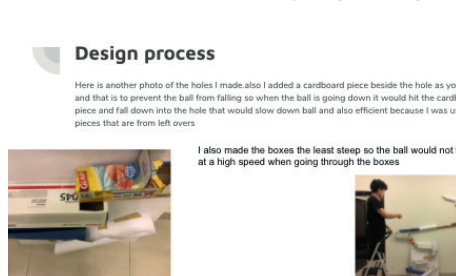 Design process
Here is another photo of the holes I made.also I added a cardboard piece beside the hole as yo
and that is to prevent the ball from falling so when the ball is going down it would hit the cardb
piece and fall down into the hole that would slow down ball and also efficient because I was us
pieces that are from left overs
I also made the boxes the least steep so the ball would not
at a high speed when going through the boxes
GLAD